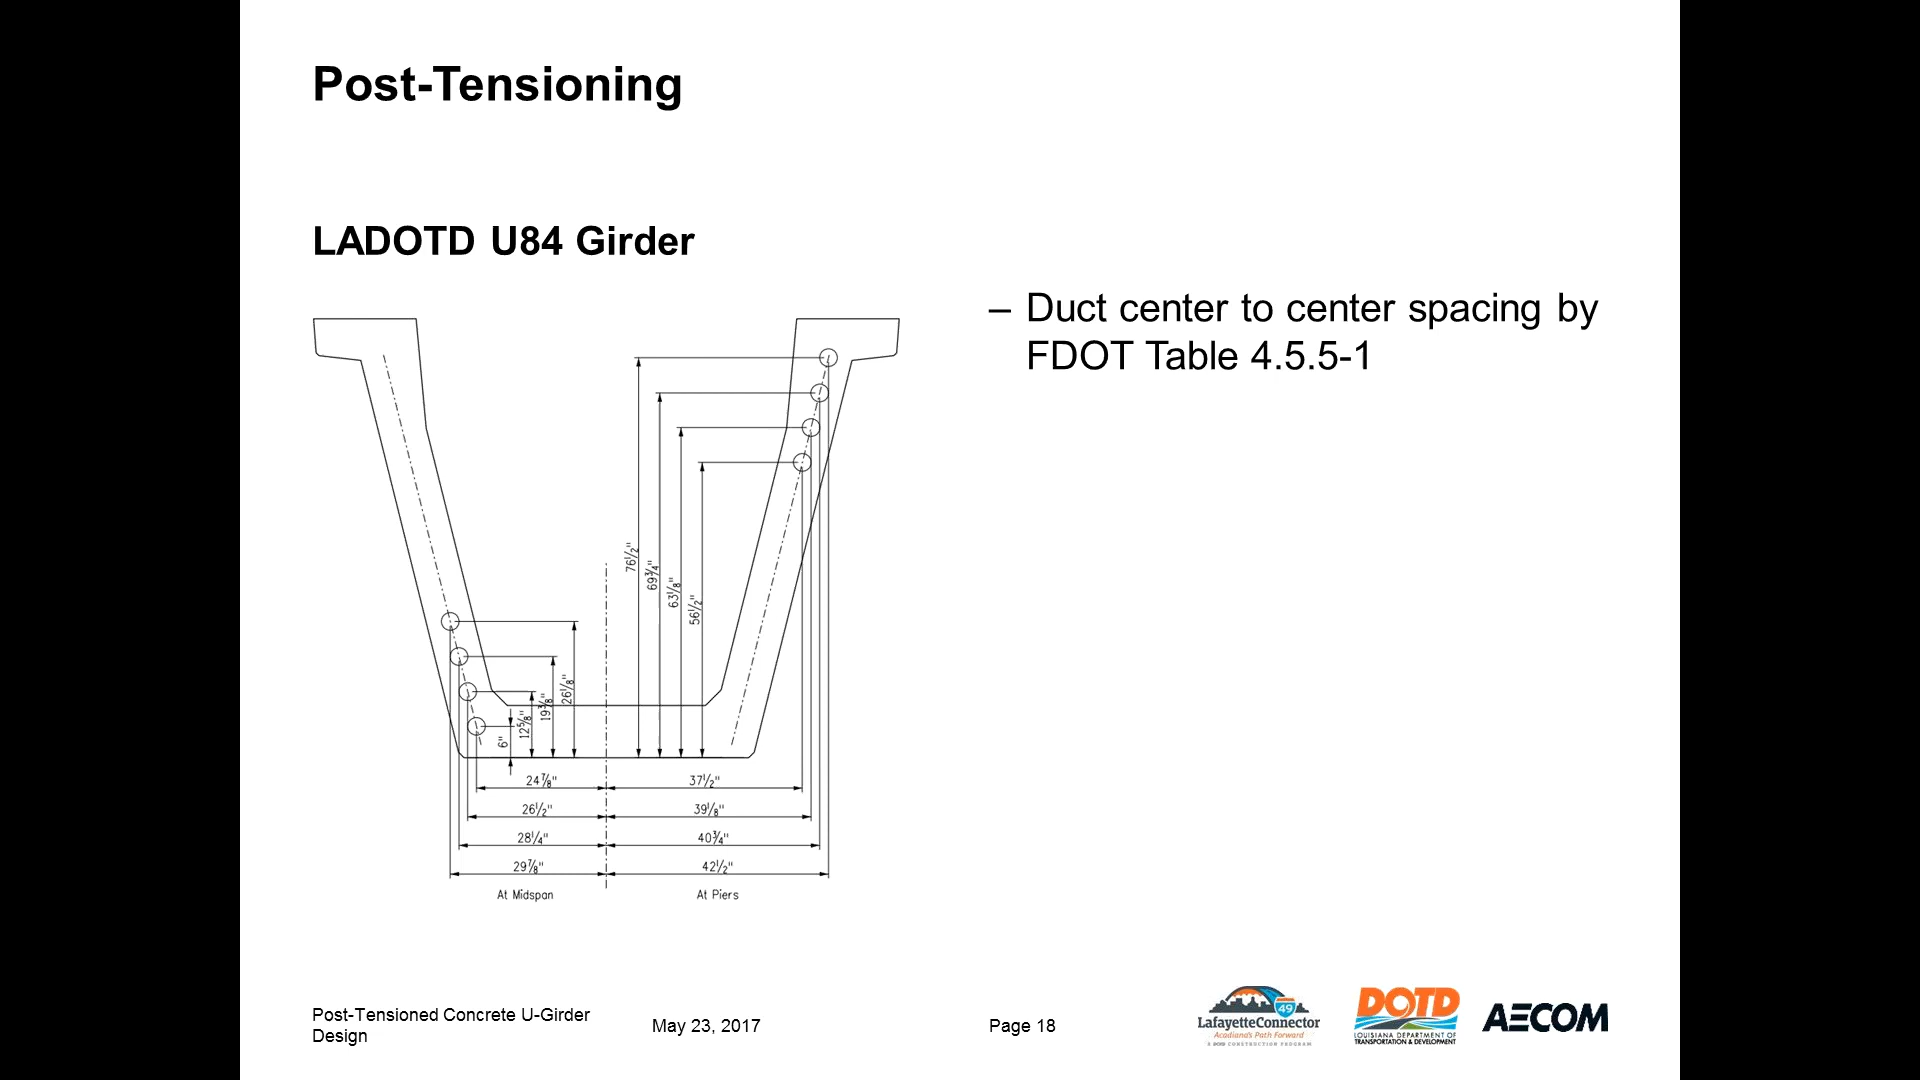 Post-Tensioning
LADOTD U84 Girder
– Duct center to center spacing by
FDOT Table 4.5.5-1
76½"
69¾"
63⅛"
56½"
26⅛"
19⅜"
12⅝"
6"
24⅞"
37½"
26½"
39⅛"
28¼"
40¾"
29⅞"
42½"
At Midspan
At Piers
Post-Tensioned Concrete U-Girder
Design
May 23, 2017
Page 18
49
LafayetteConnector
Acadiana's Path Forward
A DOTD CONSTRUCTION PROGRAM
DOTD
LOUISIANA DEPARTMENT OF
TRANSPORTATION & DEVELOPMENT
AECOM